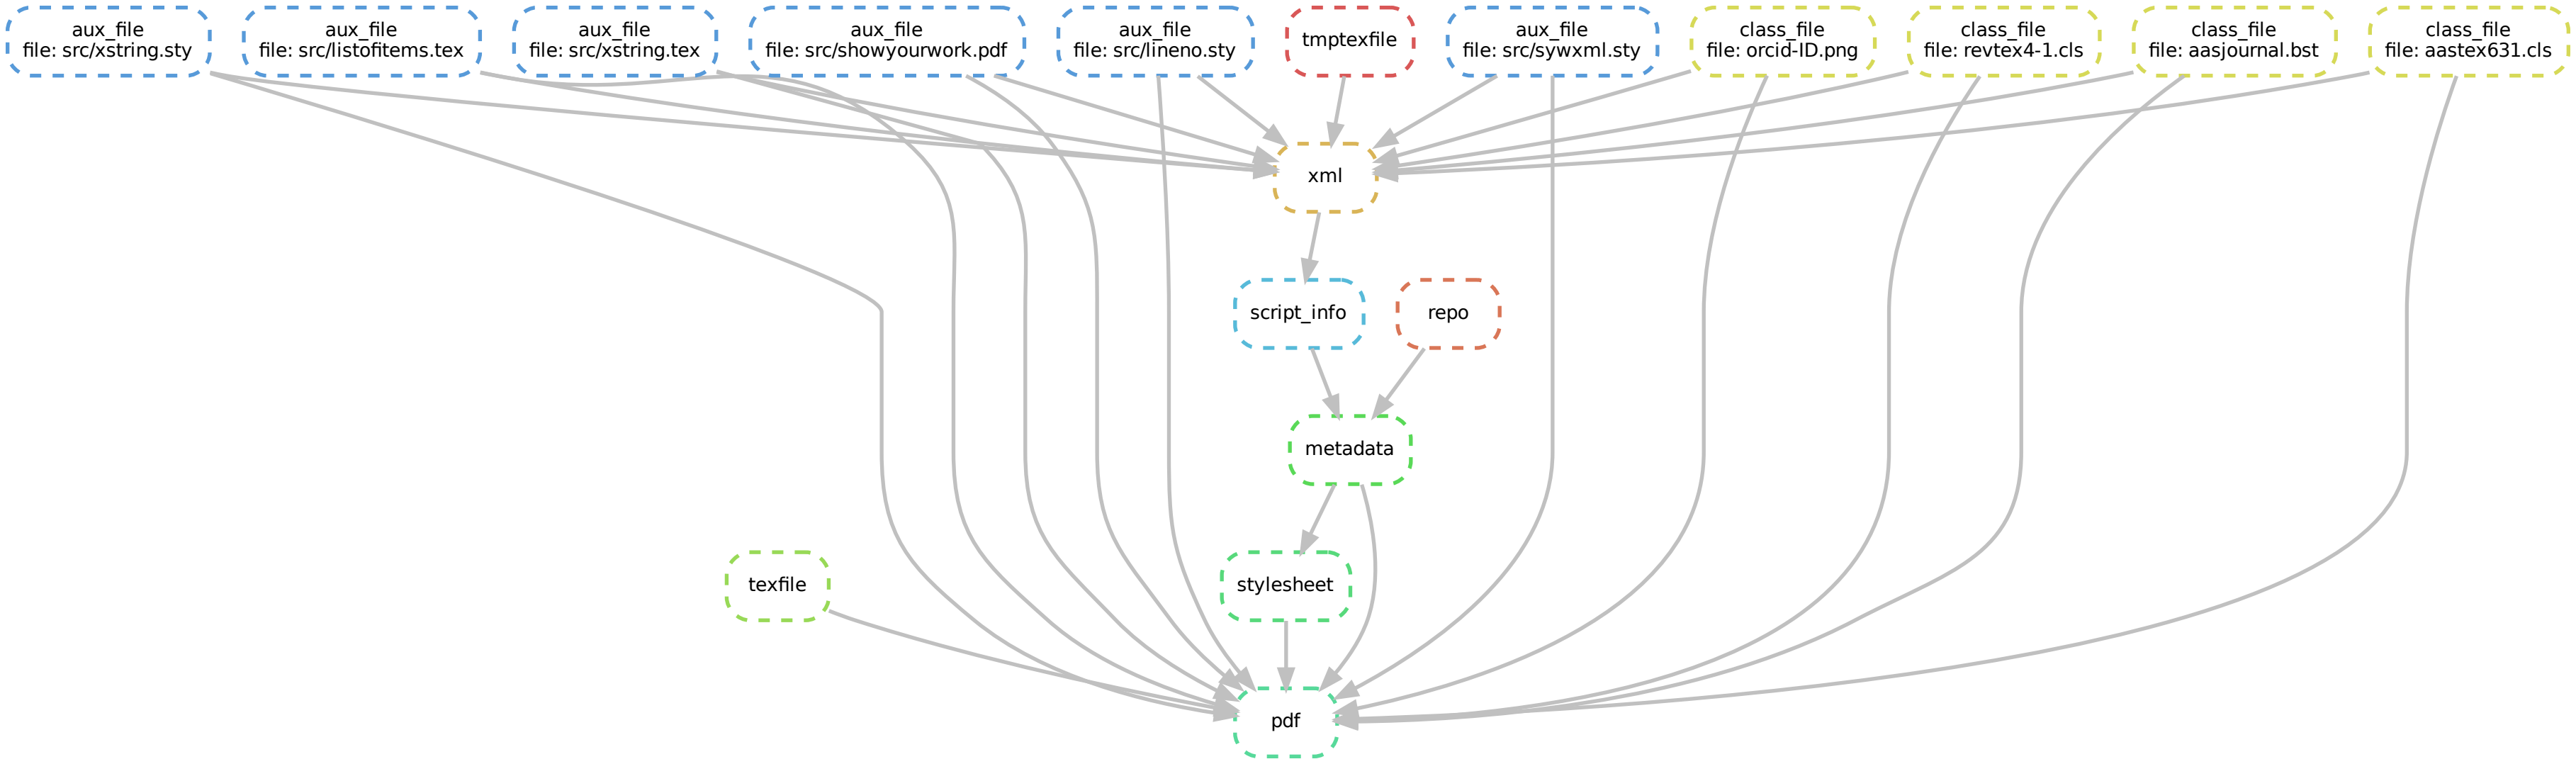 aux_file
file: src/xstring.sty
aux_file
file: src/listofitems.tex
aux_file
file: src/xstring.tex
aux_file
file: src/showyourwork.pdf
aux_file
file: src/lineno.sty
tmptexfile
aux_file
file: src/sywxml.sty
class_file
file: orcid-ID.png
class_file
file: revtex4-1.cls
class_file
file: aasjournal.bst
class_file
file: aastex631.cls
xml
script_info
repo
metadata
texfile
stylesheet
pdf